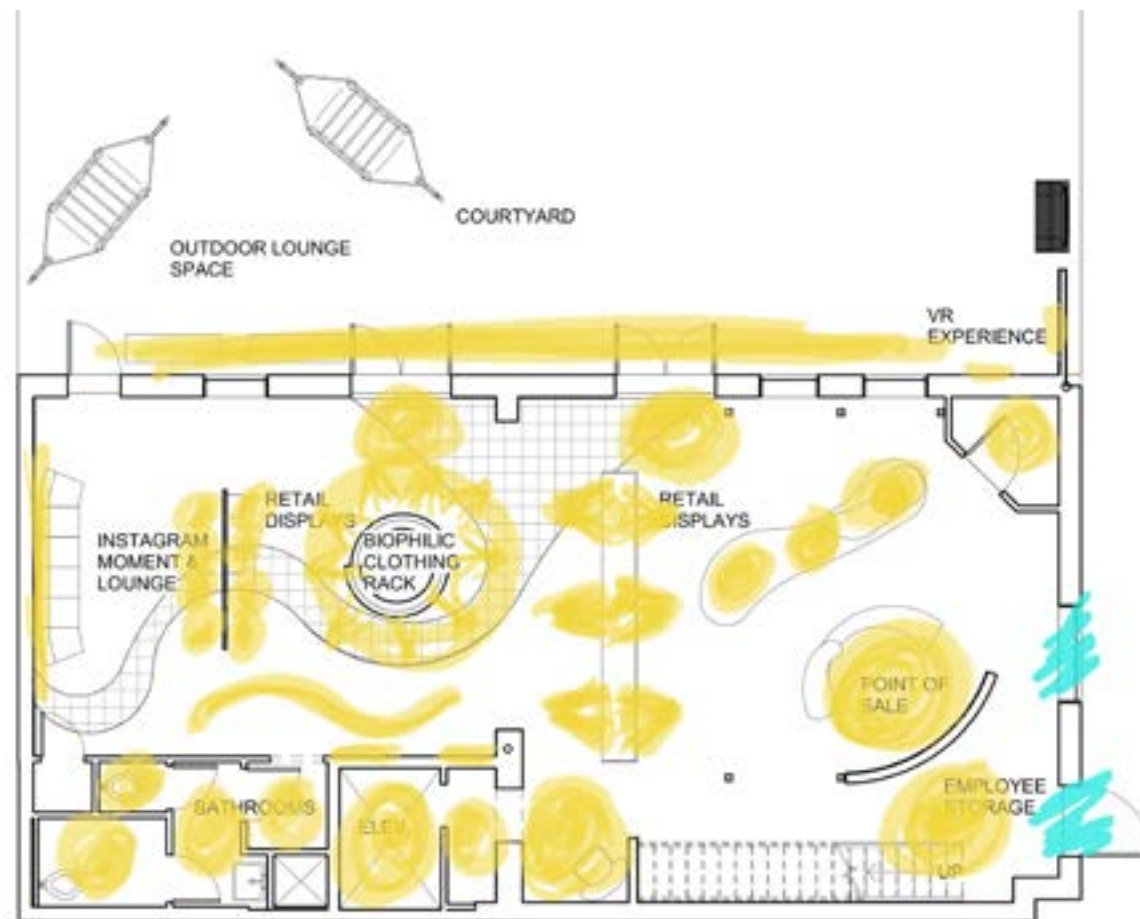 COURTYARD
OUTDOOR LOUNGE
SPACE
VR
EXPERIENCE
RETAIL
DISPLAYS
RETAIL
DISPLAYS
INSTAGRAM
MOMENT &
LOUNGE
BIOPHILIC
CLOTHING
RACK
POINT OF
SALE
EMPLOYEE
STORAGE
BATHROOMS
ELEV.
UP